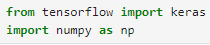 from tensorflow import keras
import numpy as np